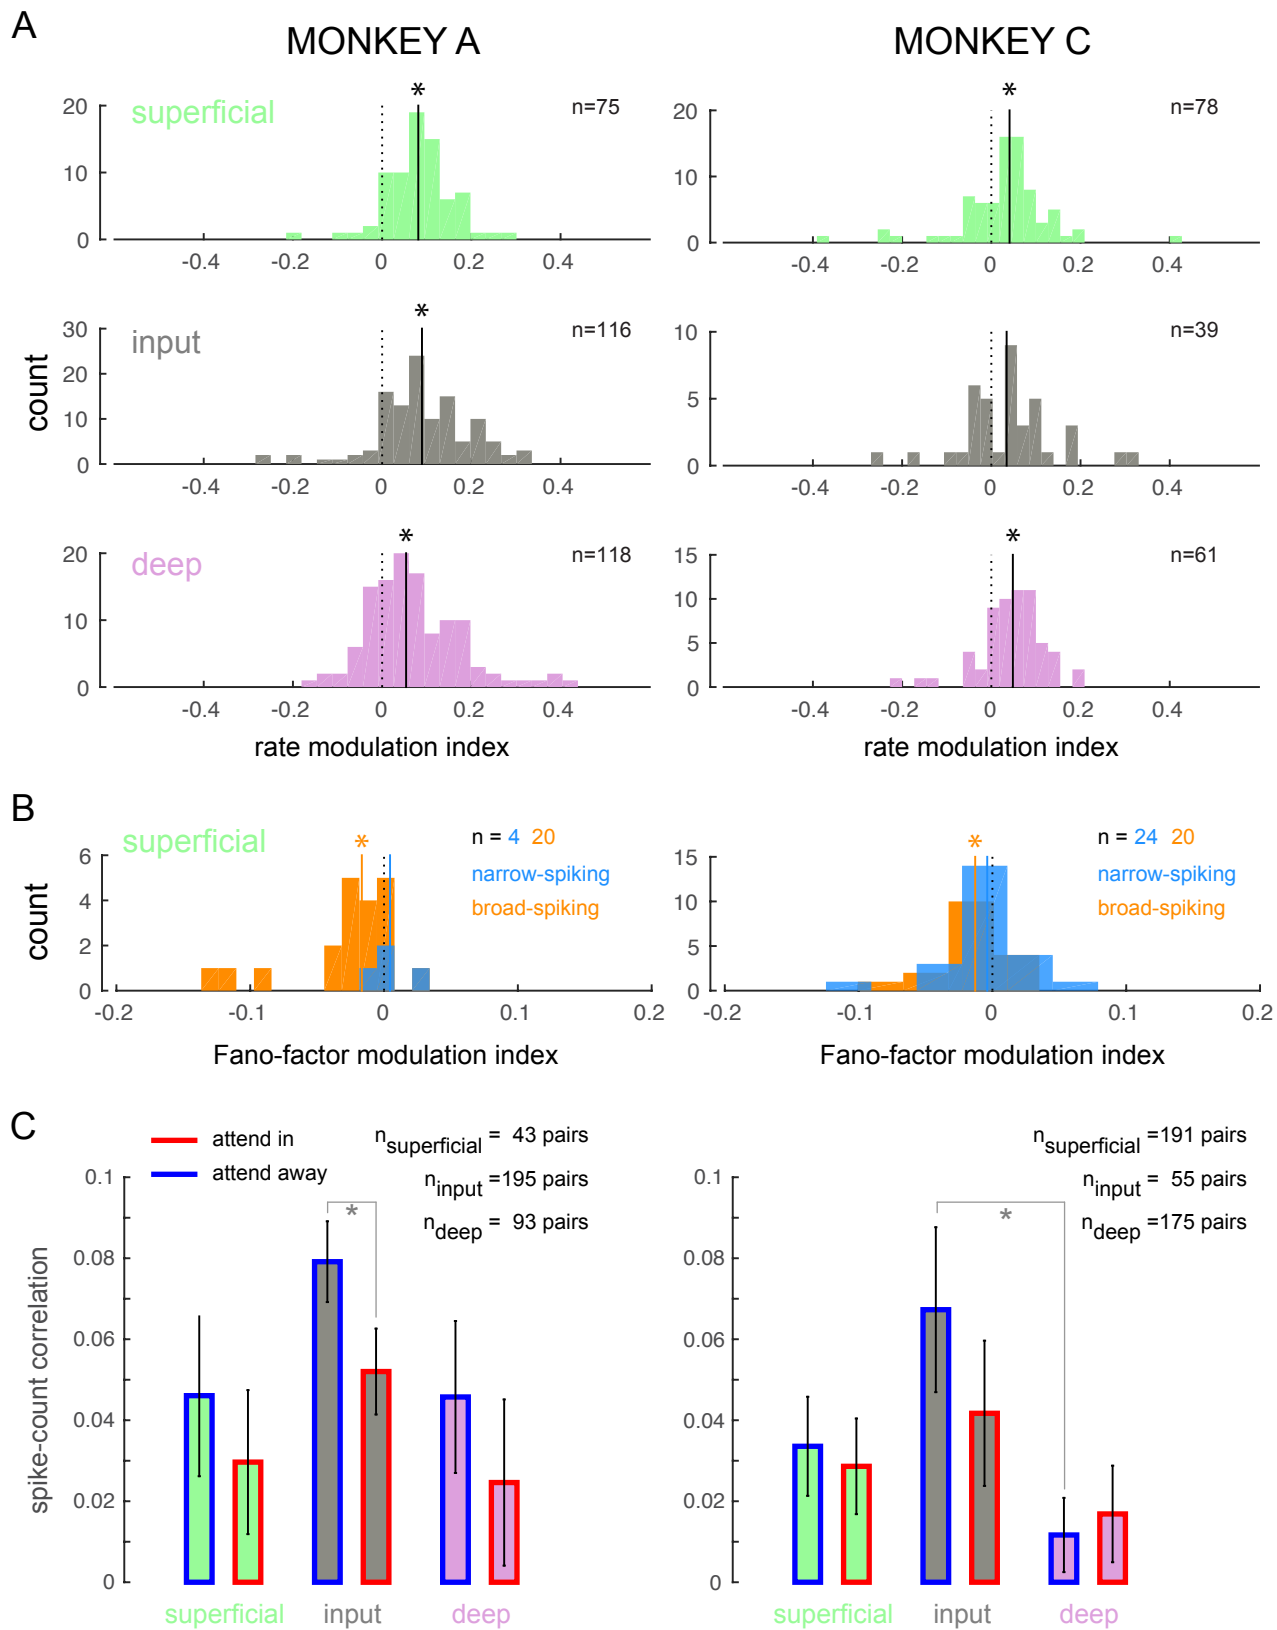 A
MONKEY A
MONKEY C
superficial
*
n=75
*
n=78
20
10
0
-0.4 -0.2 0 0.2 0.4
20
10
0
-0.4 -0.2 0 0.2 0.4
count
input
*
n=116
n=39
30
20
10
0
-0.4 -0.2 0 0.2 0.4
10
5
0
-0.4 -0.2 0 0.2 0.4
deep
*
n=118
*
n=61
20
10
0
-0.4 -0.2 0 0.2 0.4
15
10
5
0
-0.4 -0.2 0 0.2 0.4
rate modulation index
rate modulation index
B
superficial
*
n = 4 20
narrow-spiking
broad-spiking
*
n = 24 20
narrow-spiking
broad-spiking
count
6
4
2
0
-0.2 -0.1 0 0.1 0.2
15
10
5
0
-0.2 -0.1 0 0.1 0.2
Fano-factor modulation index
Fano-factor modulation index
C
attend in
attend away
nsuperficial = 43 pairs
ninput =195 pairs
ndeep = 93 pairs
nsuperficial =191 pairs
ninput = 55 pairs
ndeep =175 pairs
spike-count correlation
0.1
0.08
0.06
0.04
0.02
0
*
superficial input deep
0.1
0.08
0.06
0.04
0.02
0
*
superficial input deep